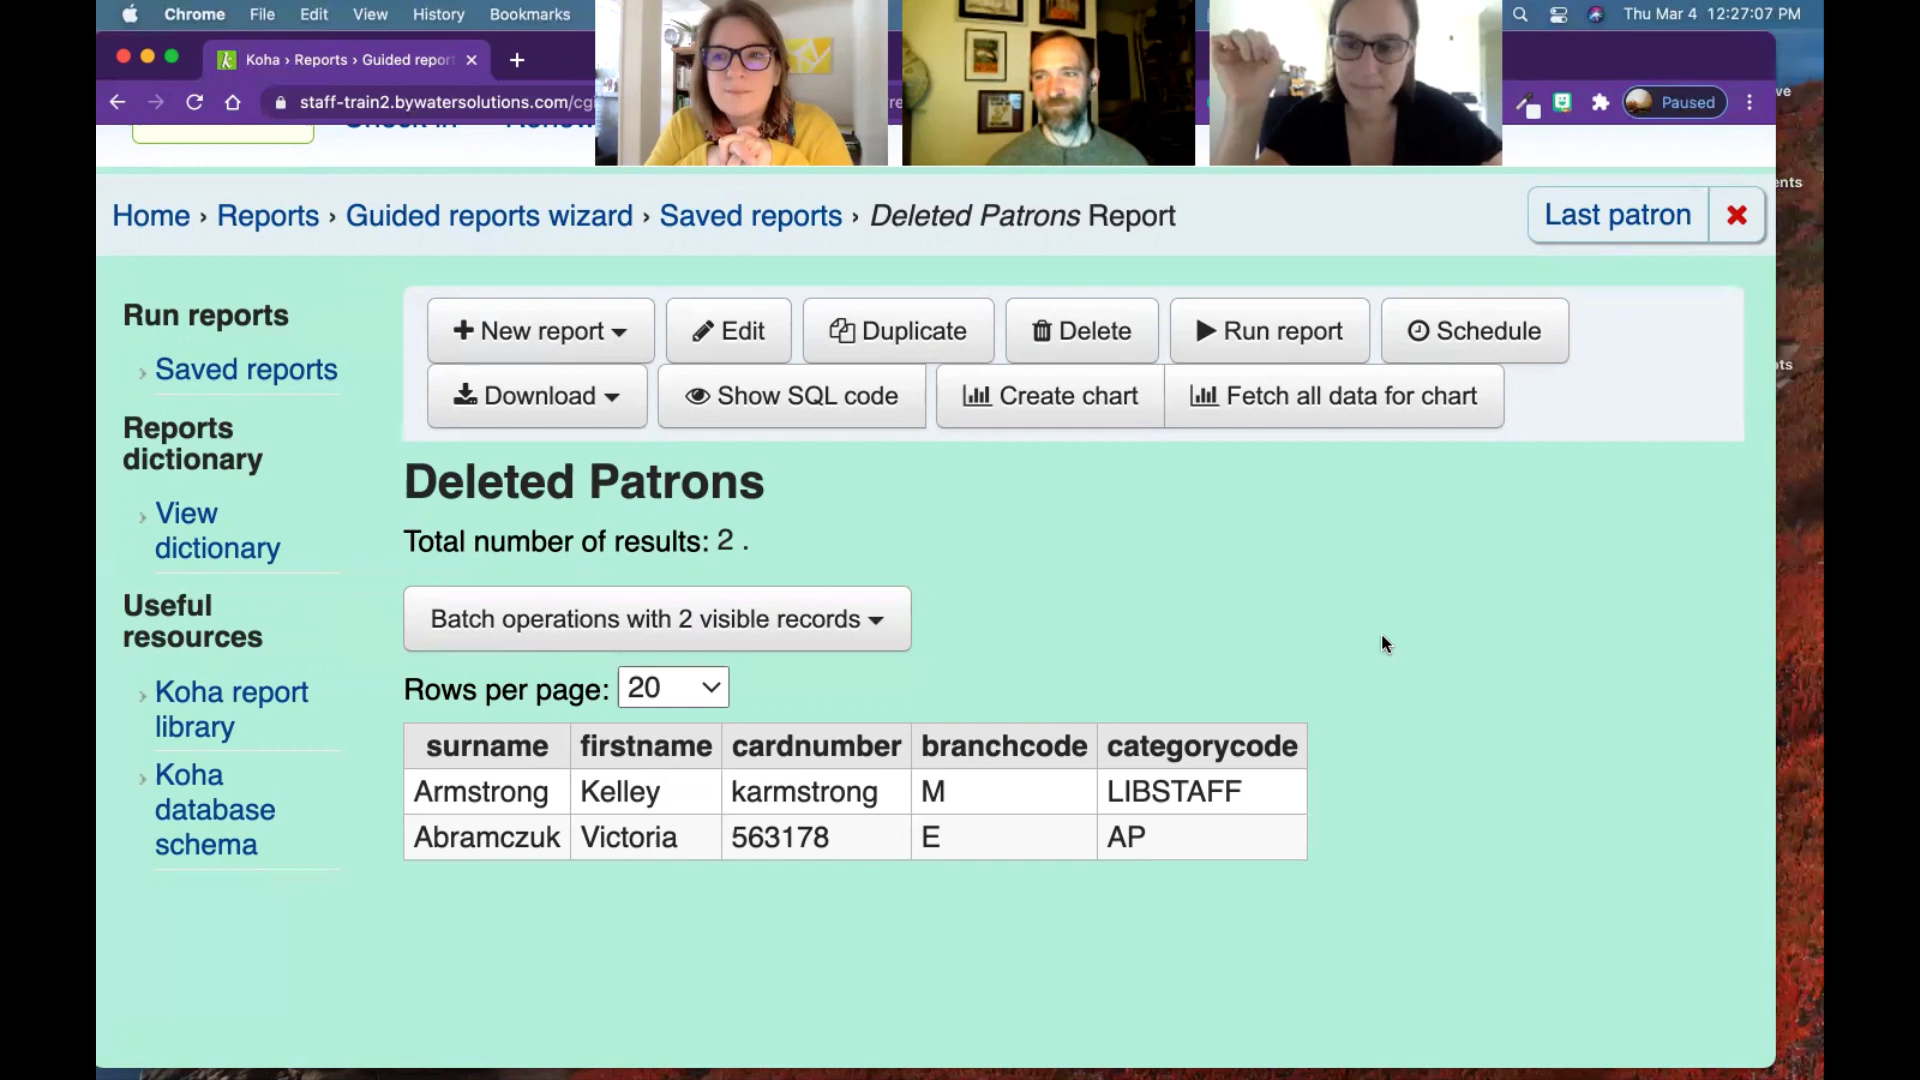 Chrome File Edit View History Bookmarks Thu Mar 4 12:27:07 PM
Koha › Reports › Guided repor
staff-train2.bywatersolutions.com/cg Paused
Home › Reports › Guided reports wizard › Saved reports › Deleted Patrons Report Last patron
Run reports
Saved reports
Reports
dictionary
View
dictionary
Useful
resources
Koha report
library
Koha
database
schema
New report Edit Duplicate Delete Run report Schedule
Download Show SQL code Create chart Fetch all data for chart
Deleted Patrons
Total number of results: 2 .
Batch operations with 2 visible records
Rows per page: 20
surname firstname cardnumber branchcode categorycode
Armstrong Kelley karmstrong M LIBSTAFF
Abramczuk Victoria 563178 E AP